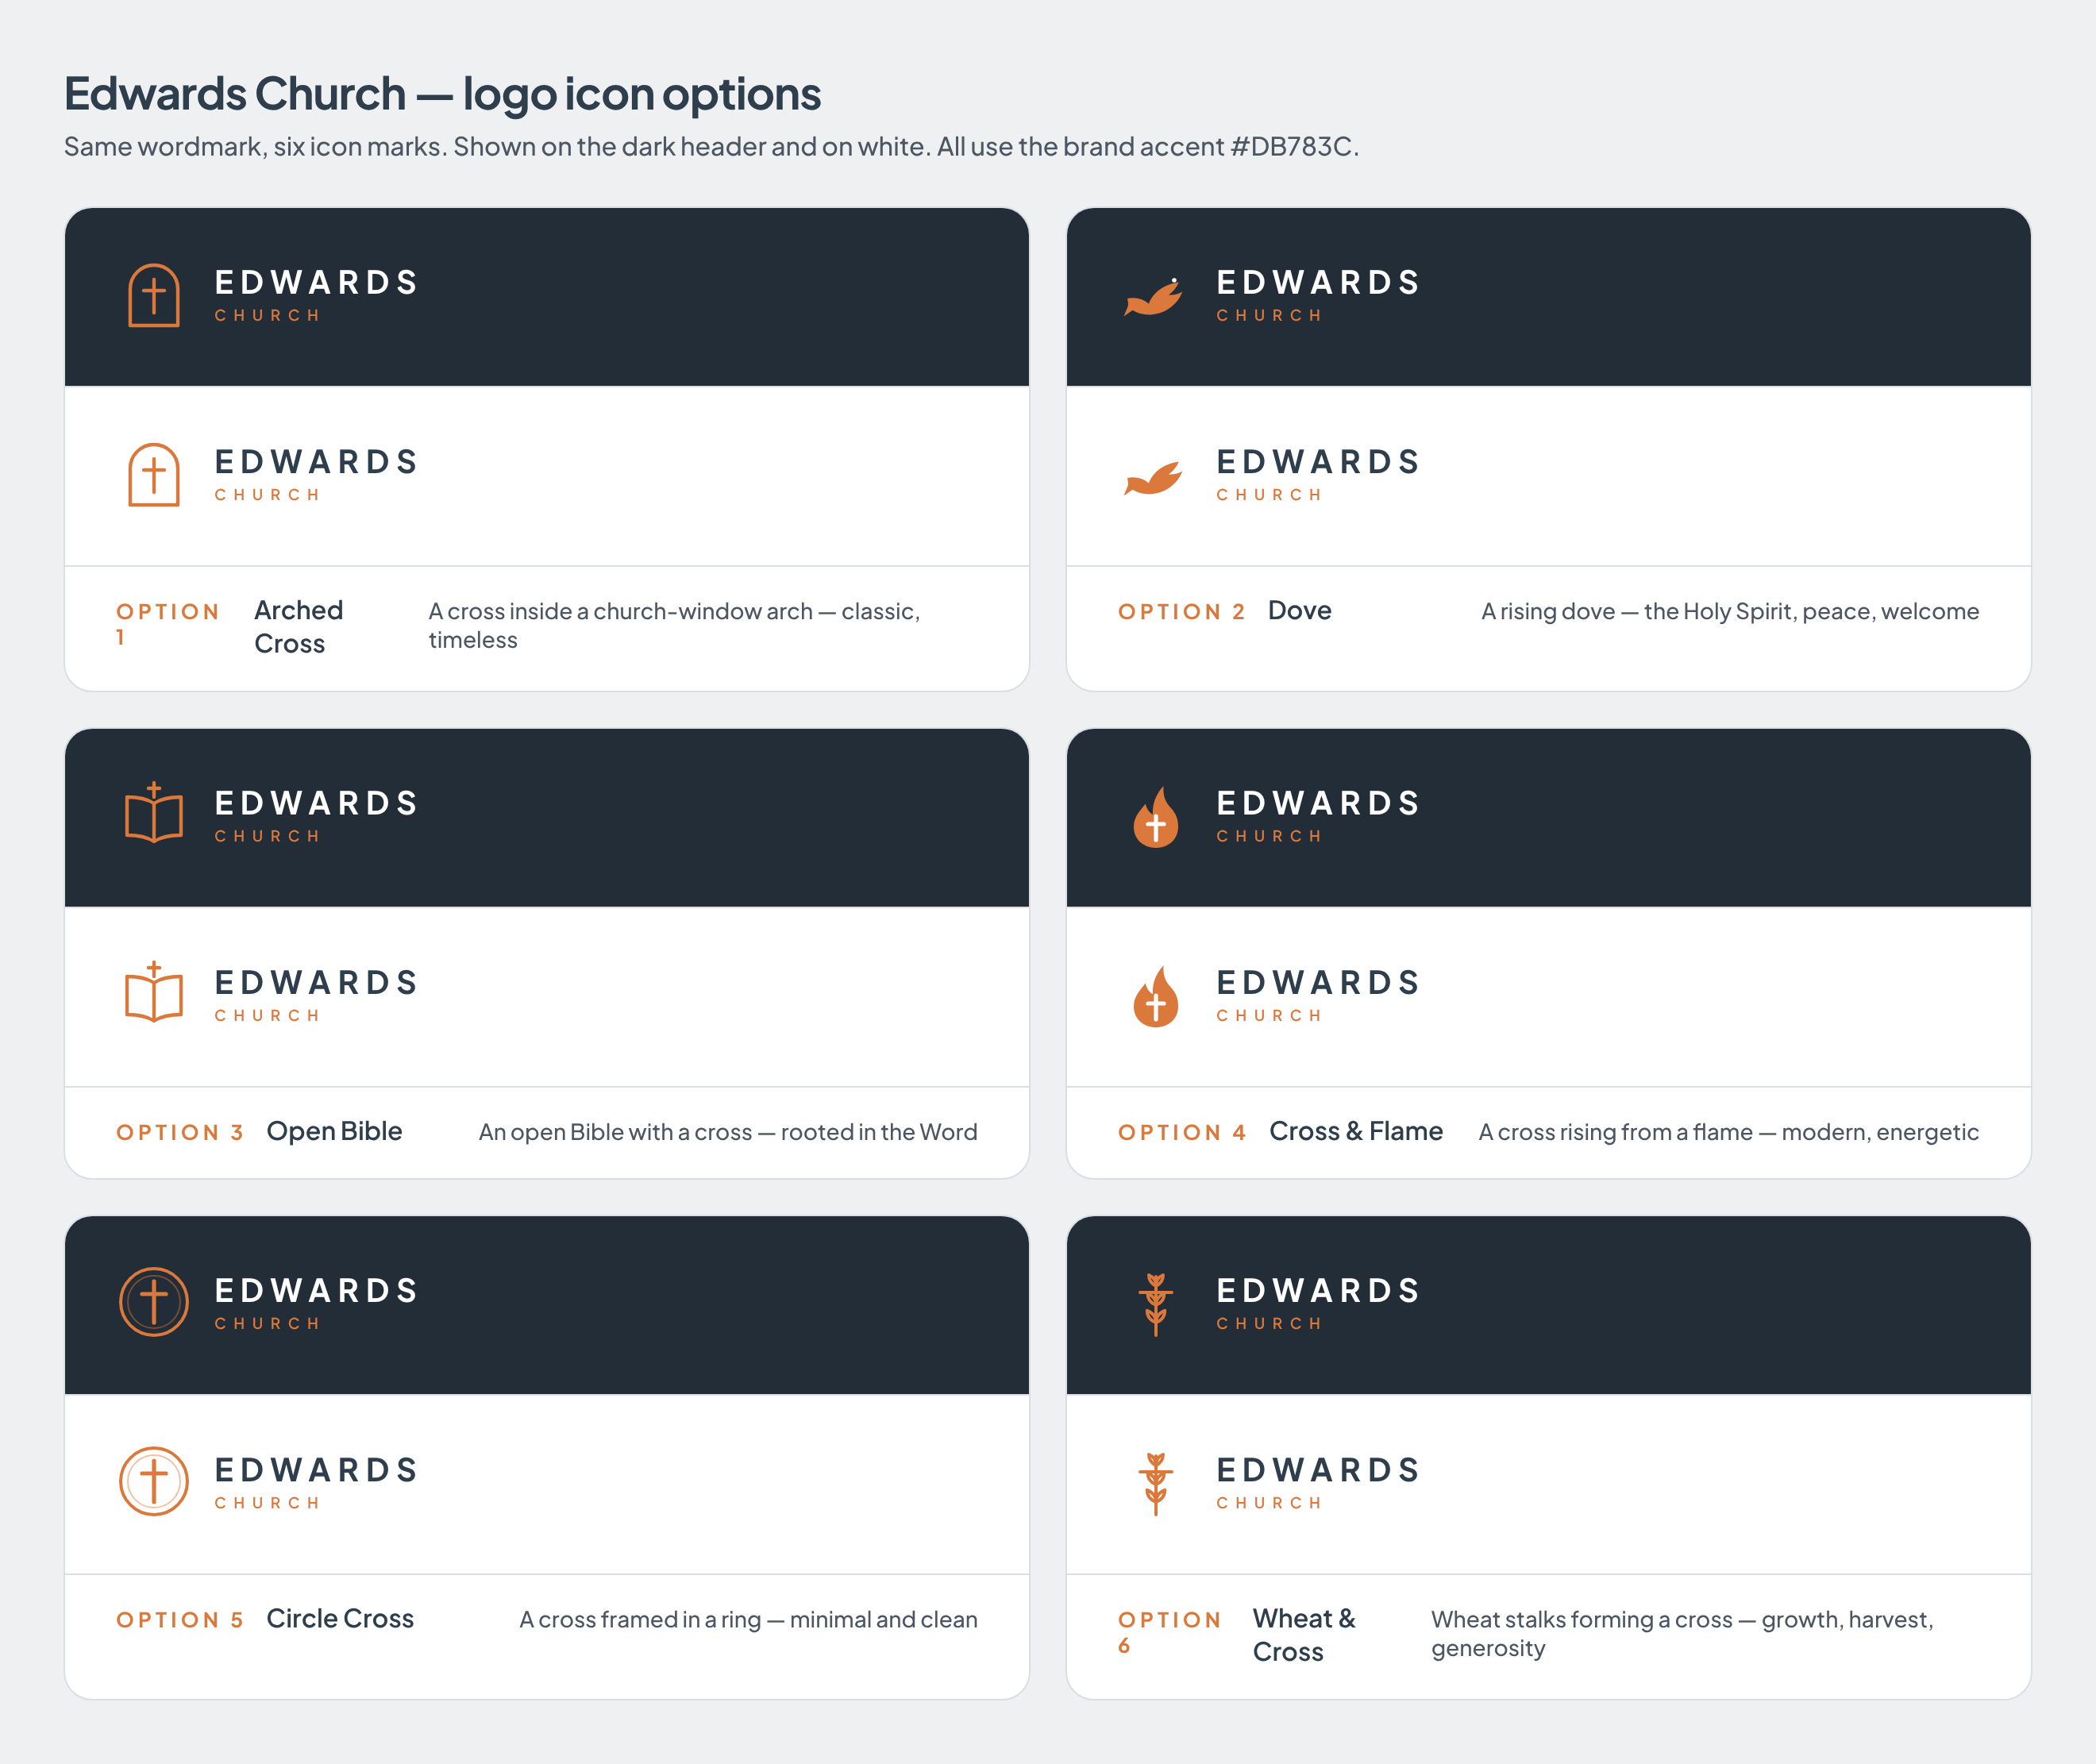 Edwards Church — logo icon options
Same wordmark, six icon marks. Shown on the dark header and on white. All use the brand accent #DB783C.
EDWARDS
CHURCH
EDWARDS
CHURCH
OPTION
1
Arched
Cross
A cross inside a church-window arch — classic,
timeless
EDWARDS
CHURCH
EDWARDS
CHURCH
OPTION 2
Dove
A rising dove — the Holy Spirit, peace, welcome
EDWARDS
CHURCH
EDWARDS
CHURCH
OPTION 3
Open Bible
An open Bible with a cross — rooted in the Word
EDWARDS
CHURCH
EDWARDS
CHURCH
OPTION 4
Cross & Flame
A cross rising from a flame — modern, energetic
EDWARDS
CHURCH
EDWARDS
CHURCH
OPTION 5
Circle Cross
A cross framed in a ring — minimal and clean
EDWARDS
CHURCH
EDWARDS
CHURCH
OPTION
6
Wheat &
Cross
Wheat stalks forming a cross — growth, harvest,
generosity